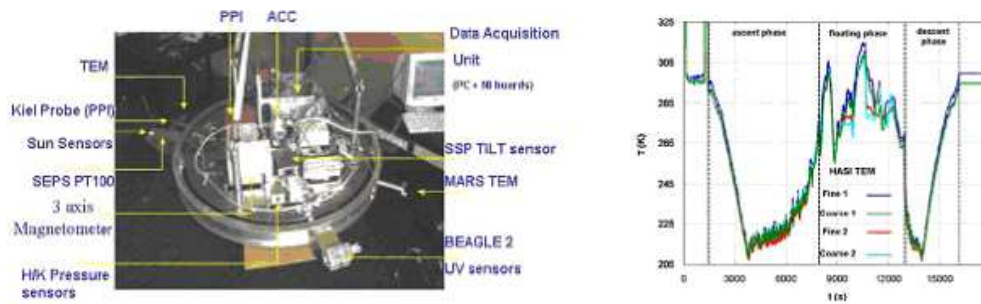 PPI ACC
Data Acquisition
Unit
(PC + NI boards)
TEM
Kiel Probe (PPI)
Sun Sensors
SEPS PT100
3 axis
Magnetometer
H/K Pressure
sensors
SSP TILT sensor
MARS TEM
BEAGLE 2
UV sensors
325
305
285
265
245
225
205
T (K)
ascent phase
floating phase
descent
phase
HASI TEM
Fine 1
Coarse 1
Fine 2
Coarse 2
0 3000 6000 9000 12000 15000
t (s)